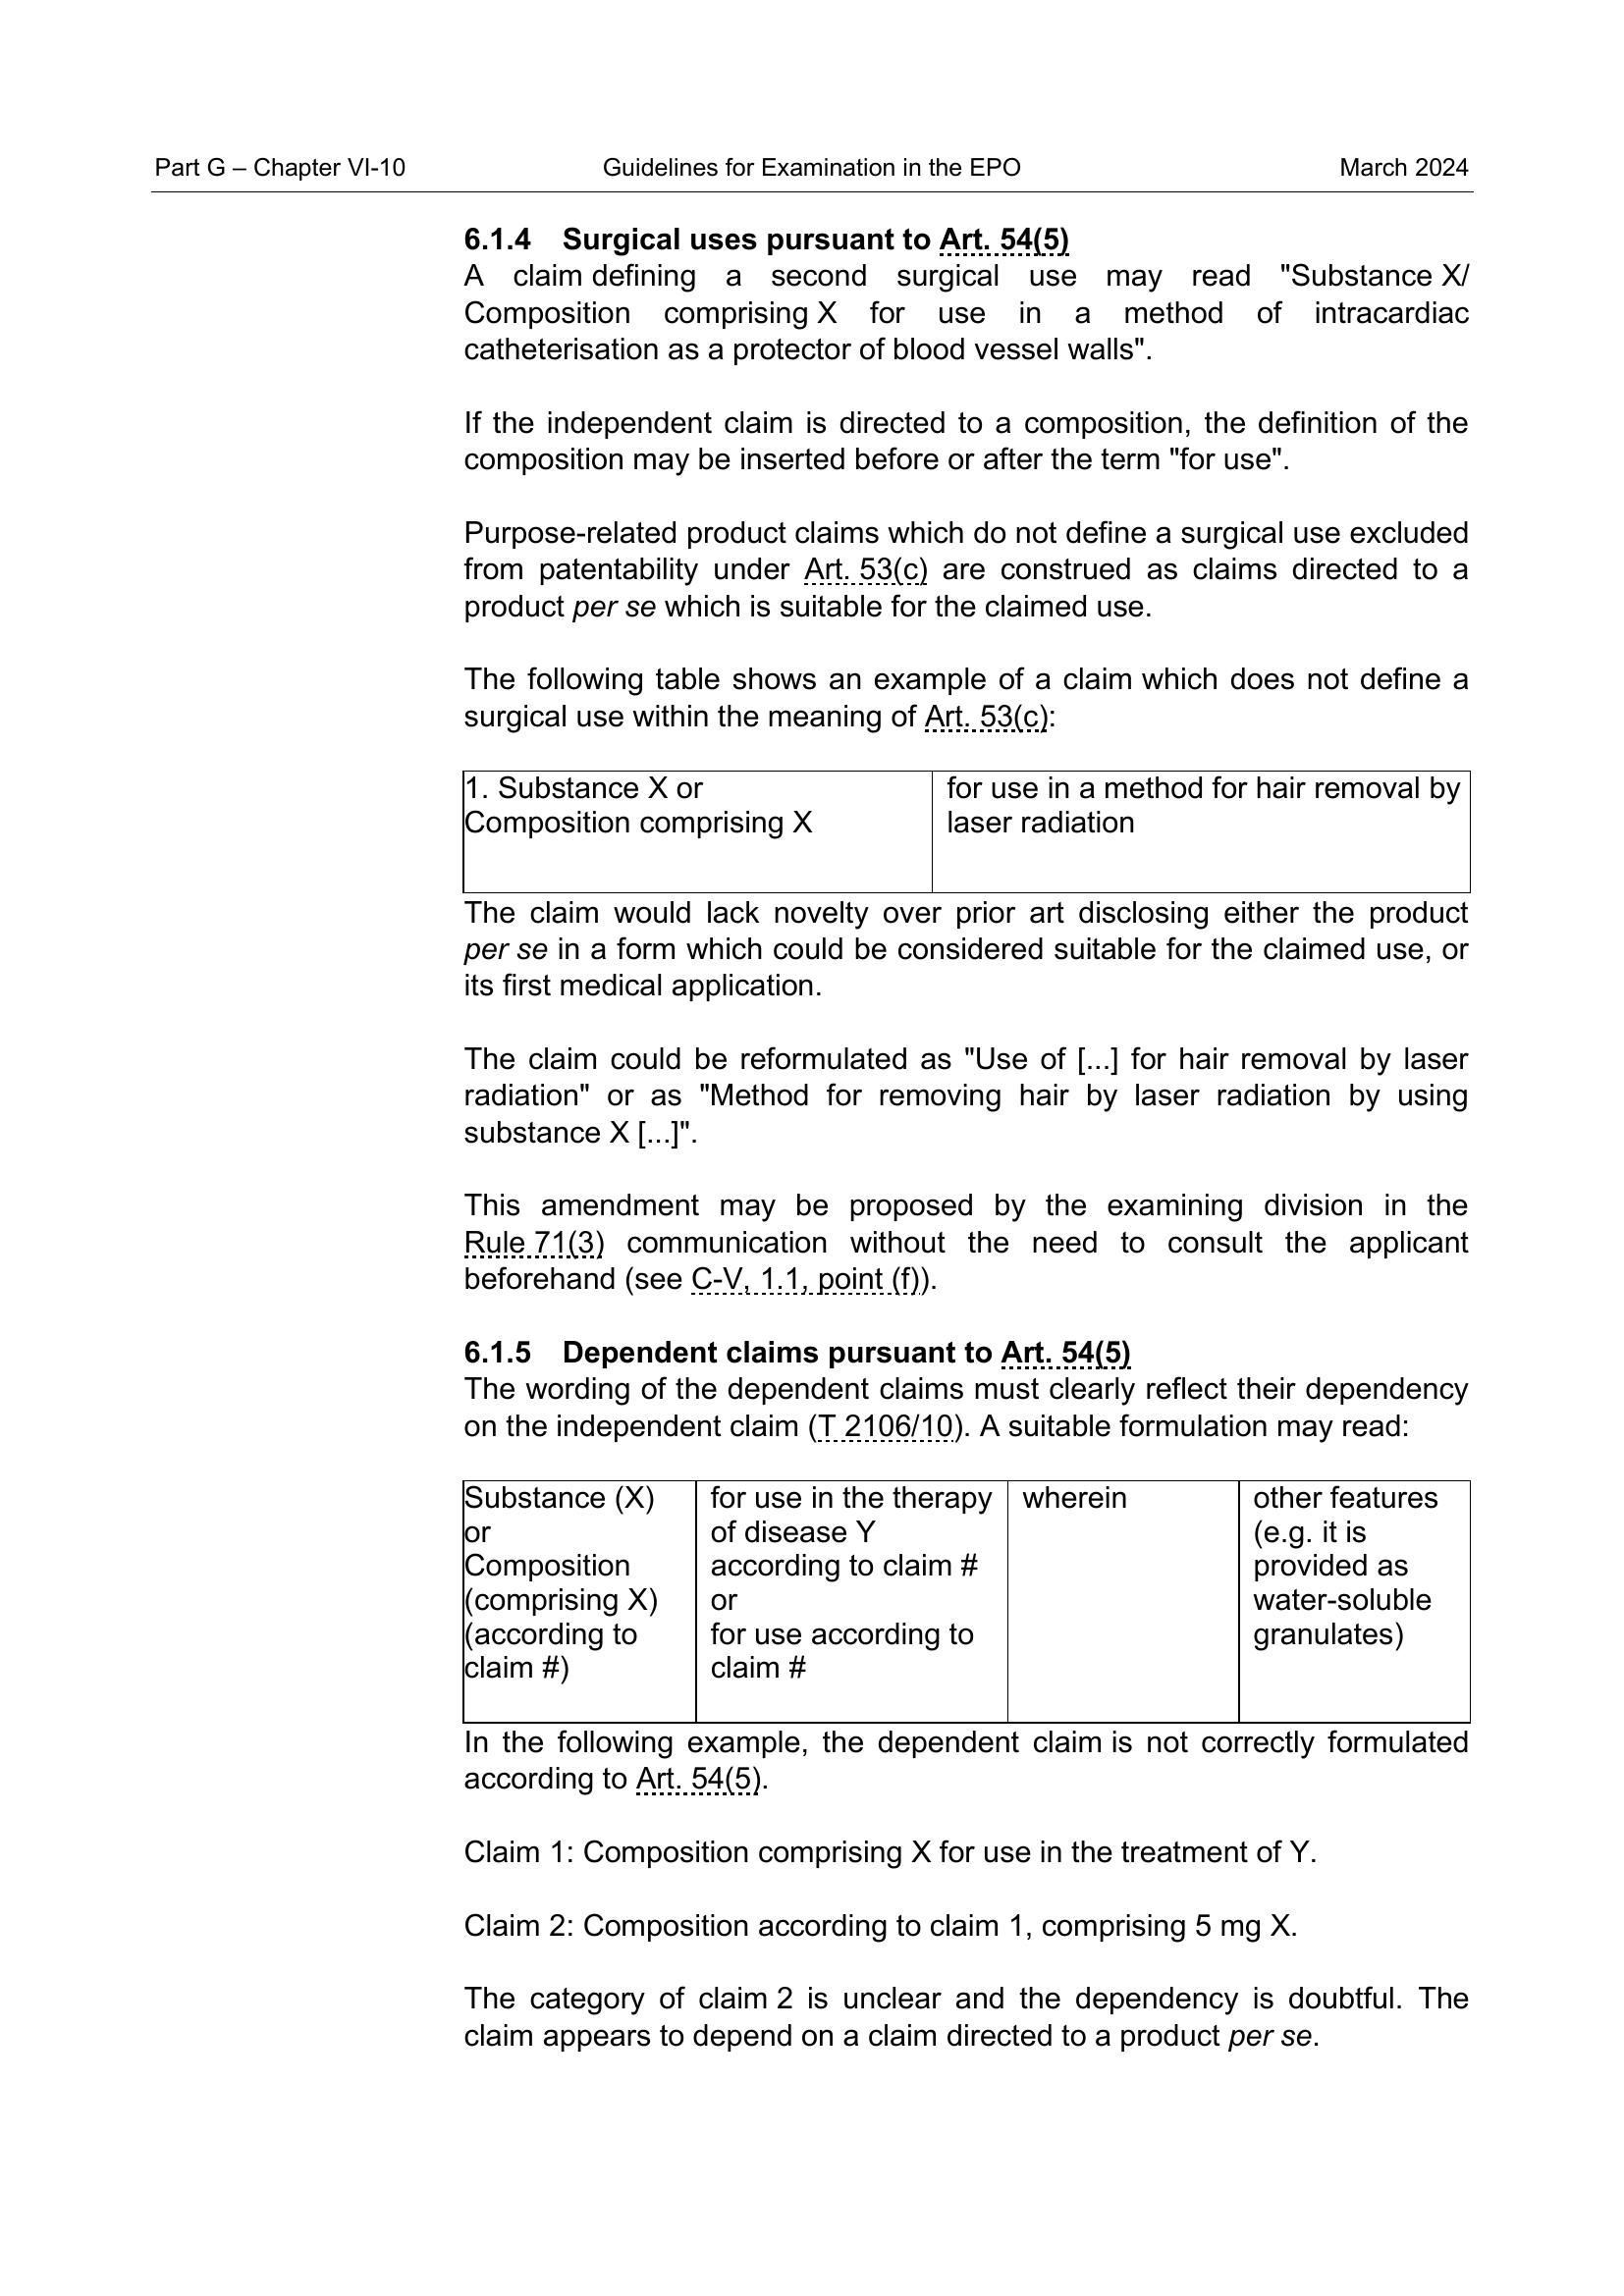 Part G – Chapter VI-10 Guidelines for Examination in the EPO March 2024
6.1.4 Surgical uses pursuant to Art. 54(5)
A claim defining a second surgical use may read "Substance X/
Composition comprising X for use in a method of intracardiac
catheterisation as a protector of blood vessel walls".
If the independent claim is directed to a composition, the definition of the
composition may be inserted before or after the term "for use".
Purpose-related product claims which do not define a surgical use excluded
from patentability under Art. 53(c) are construed as claims directed to a
product per se which is suitable for the claimed use.
The following table shows an example of a claim which does not define a
surgical use within the meaning of Art. 53(c):
1. Substance X or
Composition comprising X
for use in a method for hair removal by
laser radiation
The claim would lack novelty over prior art disclosing either the product
per se in a form which could be considered suitable for the claimed use, or
its first medical application.
The claim could be reformulated as "Use of [...] for hair removal by laser
radiation" or as "Method for removing hair by laser radiation by using
substance X [...]".
This amendment may be proposed by the examining division in the
Rule 71(3) communication without the need to consult the applicant
beforehand (see C-V, 1.1, point (f)).
6.1.5 Dependent claims pursuant to Art. 54(5)
The wording of the dependent claims must clearly reflect their dependency
on the independent claim (T 2106/10). A suitable formulation may read:
Substance (X)
or
Composition
(comprising X)
(according to
claim #)
for use in the therapy
of disease Y
according to claim #
or
for use according to
claim #
wherein
other features
(e.g. it is
provided as
water-soluble
granulates)
In the following example, the dependent claim is not correctly formulated
according to Art. 54(5).
Claim 1: Composition comprising X for use in the treatment of Y.
Claim 2: Composition according to claim 1, comprising 5 mg X.
The category of claim 2 is unclear and the dependency is doubtful. The
claim appears to depend on a claim directed to a product per se.